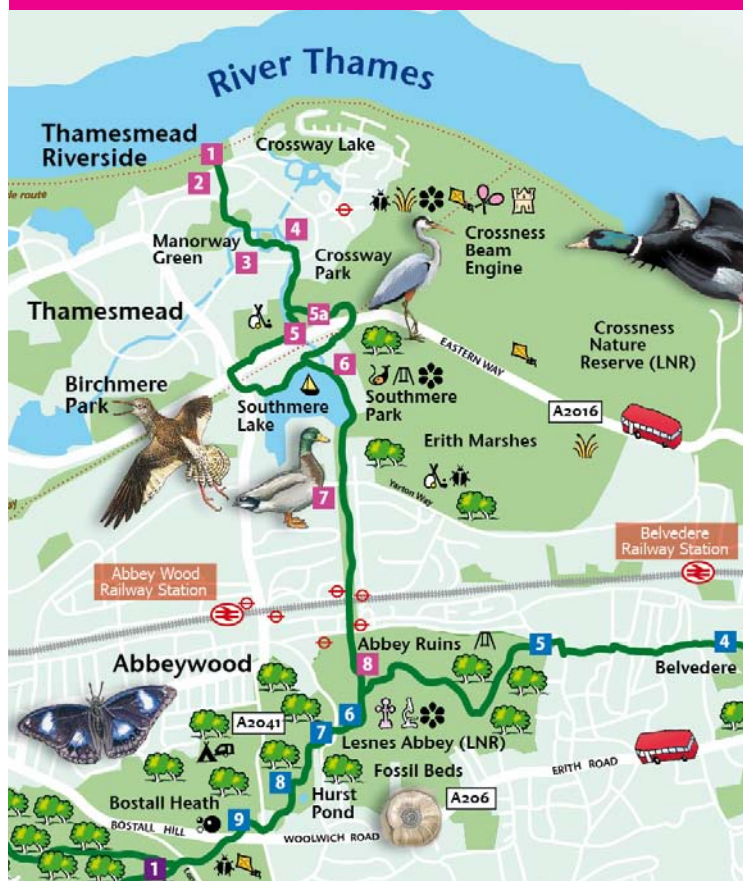 River Thames
Thamesmead
Riverside
1
Crossway Lake
2
le route
4
Manorway
Green
3
Crossway
Park
Crossness
Beam
Engine
Thamesmead
5a
5
Crossness
Nature
Reserve (LNR)
EASTERN WAY
6
Birchmere
Park
Southmere
Lake
Southmere
Park
A2016
Erith Marshes
7
Yarton Way
Belvedere
Railway Station
Abbey Wood
Railway Station
Abbey Ruins
5
4
Abbeywood
8
Belvedere
6
A2041
7
Lesnes Abbey (LNR)
ERITH ROAD
8
Fossil Beds
Bostall Heath
Hurst
Pond
A206
9
BOSTALL HILL
WOOLWICH ROAD
1